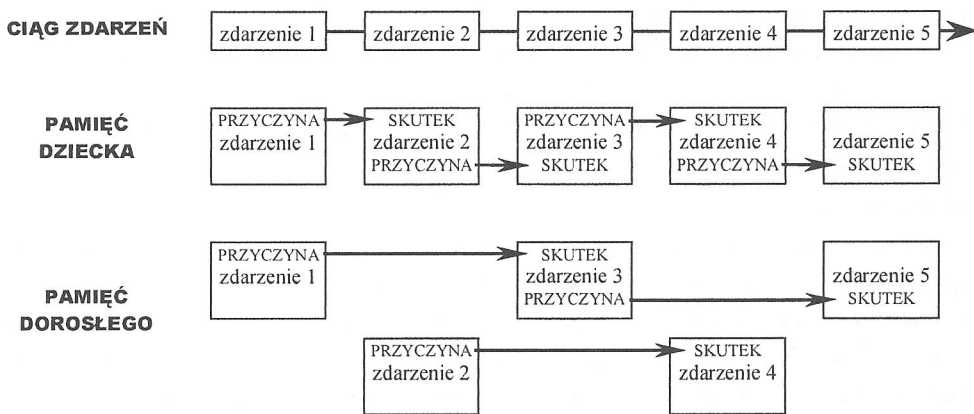 CIĄG ZDARZEŃ
zdarzenie 1 zdarzenie 2 zdarzenie 3 zdarzenie 4 zdarzenie 5
PAMIĘĆ
DZIECKA
PRZYCZYNA SKUTEK PRZYCZYNA SKUTEK
zdarzenie 1 zdarzenie 2 zdarzenie 3 zdarzenie 4 zdarzenie 5
PRZYCZYNA SKUTEK PRZYCZYNA SKUTEK
PAMIĘĆ
DOROSŁEGO
PRZYCZYNA SKUTEK
zdarzenie 1 zdarzenie 3 zdarzenie 5
PRZYCZYNA SKUTEK
PRZYCZYNA SKUTEK
zdarzenie 2 zdarzenie 4